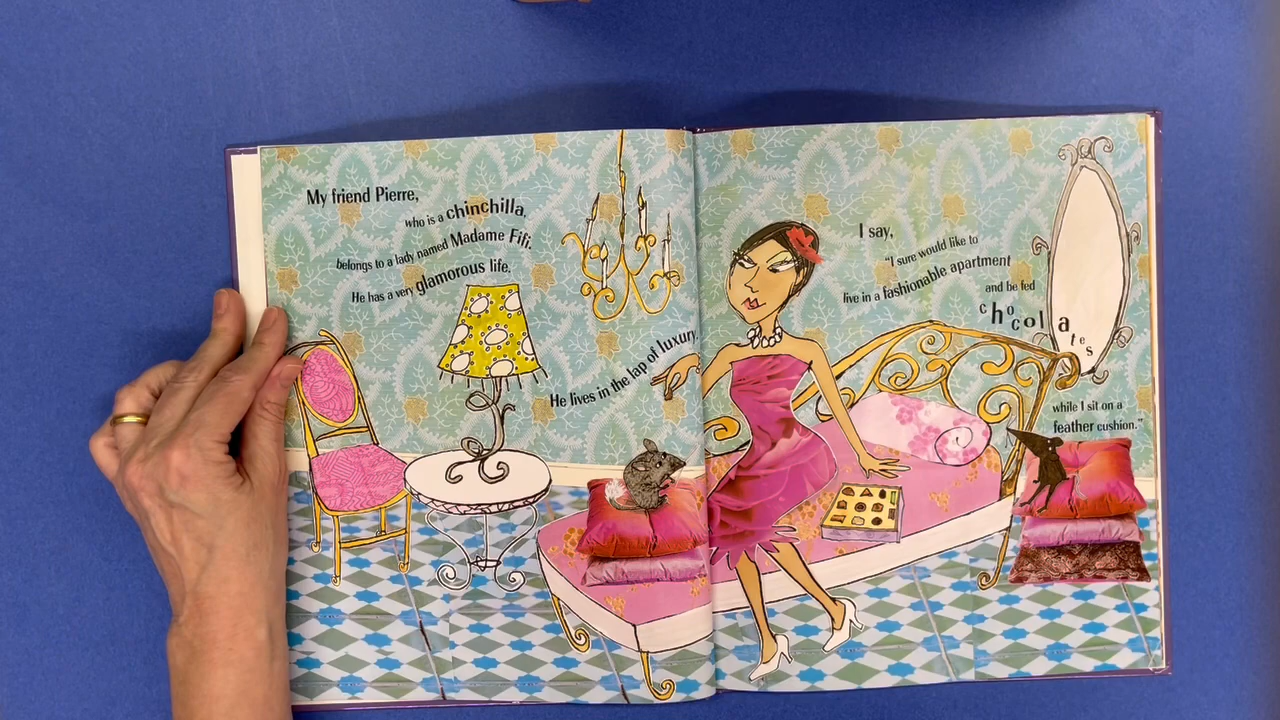 My friend Pierre,
who is a chinchilla,
belongs to a lady named Madame Fifi.
He has a very glamorous life.
He lives in the lap of luxury.
I say,
"I sure would like to
live in a fashionable apartment
and be fed
chocolates
while I sit on a
feather cushion."